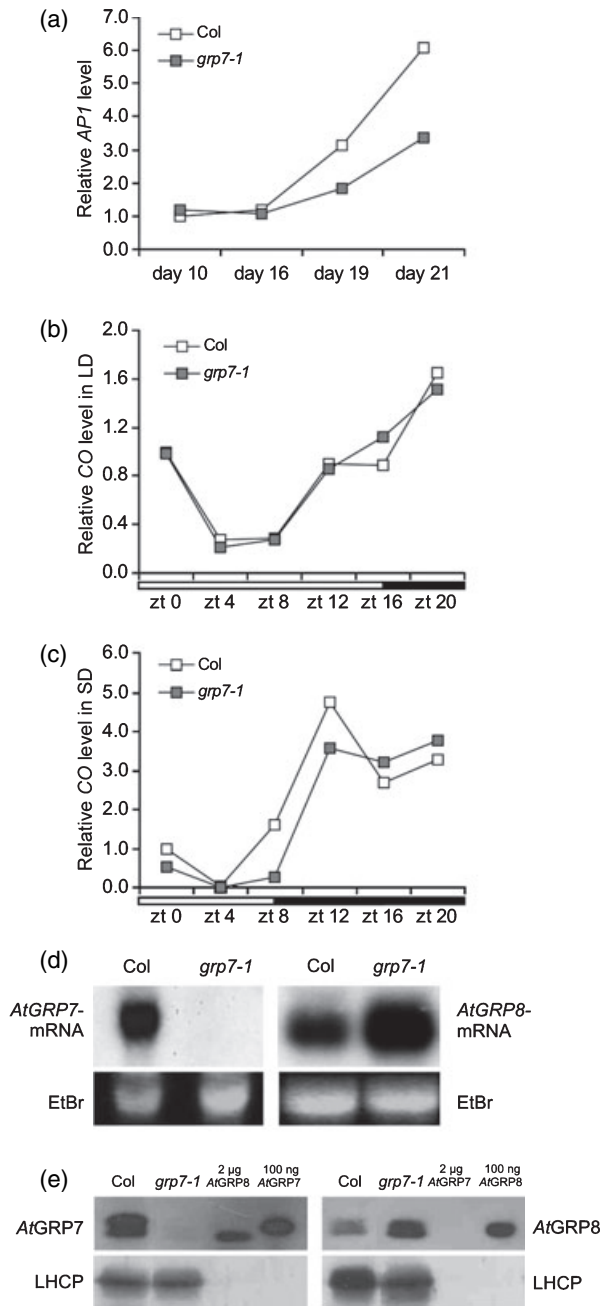 (a)
Relative AP1 level
7.0
6.0
5.0
4.0
3.0
2.0
1.0
0.0
Col
grp7-1
day 10 day 16 day 19 day 21
(b)
Relative CO level in LD
2.0
1.6
1.2
0.8
0.4
0.0
Col
grp7-1
zt 0 zt 4 zt 8 zt 12 zt 16 zt 20
(c)
Relative CO level in SD
6.0
5.0
4.0
3.0
2.0
1.0
0.0
Col
grp7-1
zt 0 zt 4 zt 8 zt 12 zt 16 zt 20
(d)
Col grp7-1 Col grp7-1
AtGRP7-
mRNA
AtGRP8-
mRNA
EtBr EtBr
(e)
Col grp7-1 2 µg AtGRP8 100 ng AtGRP7
Col grp7-1 2 µg AtGRP7 100 ng AtGRP8
AtGRP7 AtGRP8
LHCP LHCP